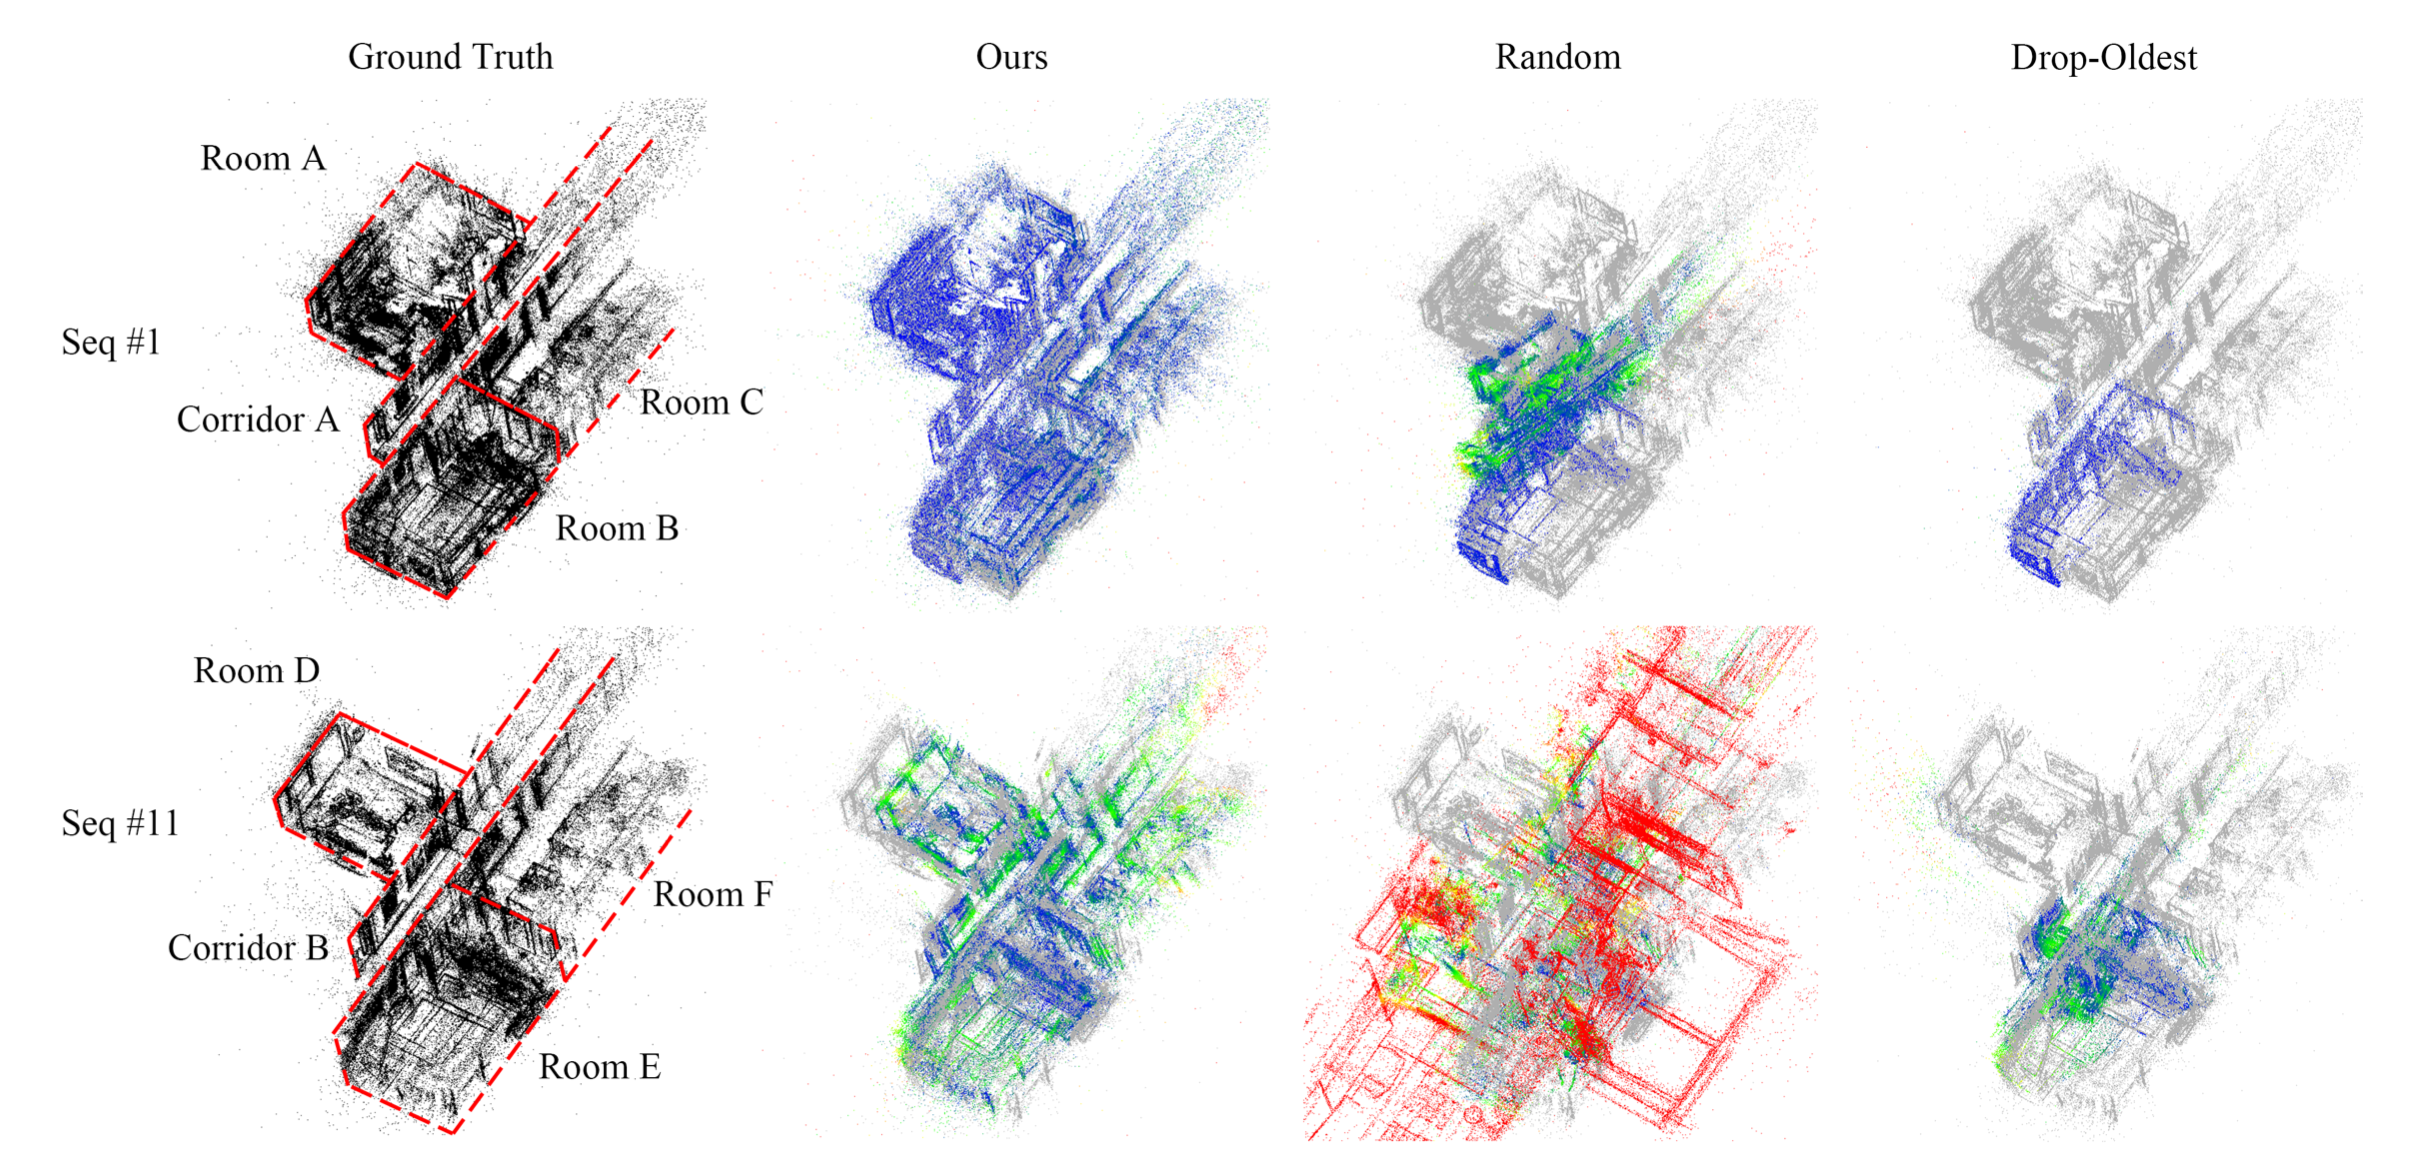 Ground Truth
Ours
Random
Drop-Oldest
Room A
Seq #1
Corridor A
Room C
Room B
Room D
Seq #11
Corridor B
Room F
Room E